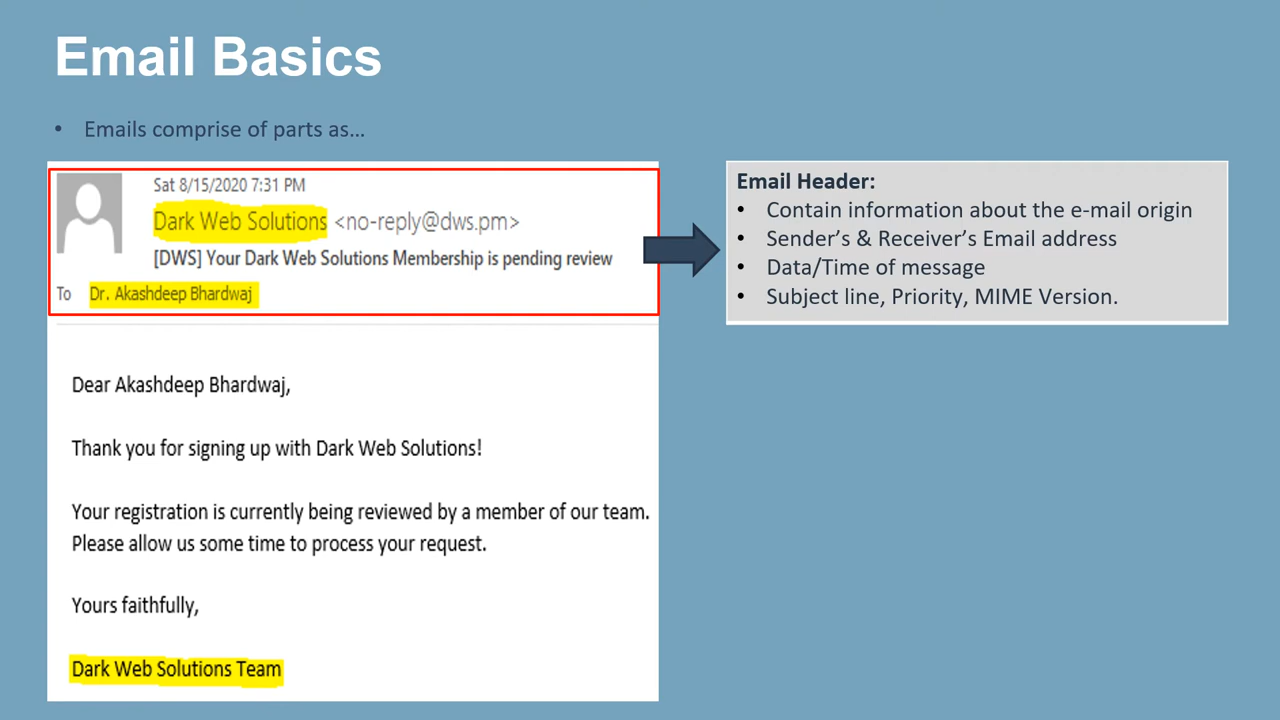 Email Basics
• Emails comprise of parts as…
Sat 8/15/2020 7:31 PM
Dark Web Solutions <no-reply@dws.pm>
[DWS] Your Dark Web Solutions Membership is pending review
To Dr. Akashdeep Bhardwaj
Dear Akashdeep Bhardwaj,
Thank you for signing up with Dark Web Solutions!
Your registration is currently being reviewed by a member of our team.
Please allow us some time to process your request.
Yours faithfully,
Dark Web Solutions Team
Email Header:
• Contain information about the e-mail origin
• Sender’s & Receiver’s Email address
• Data/Time of message
• Subject line, Priority, MIME Version.